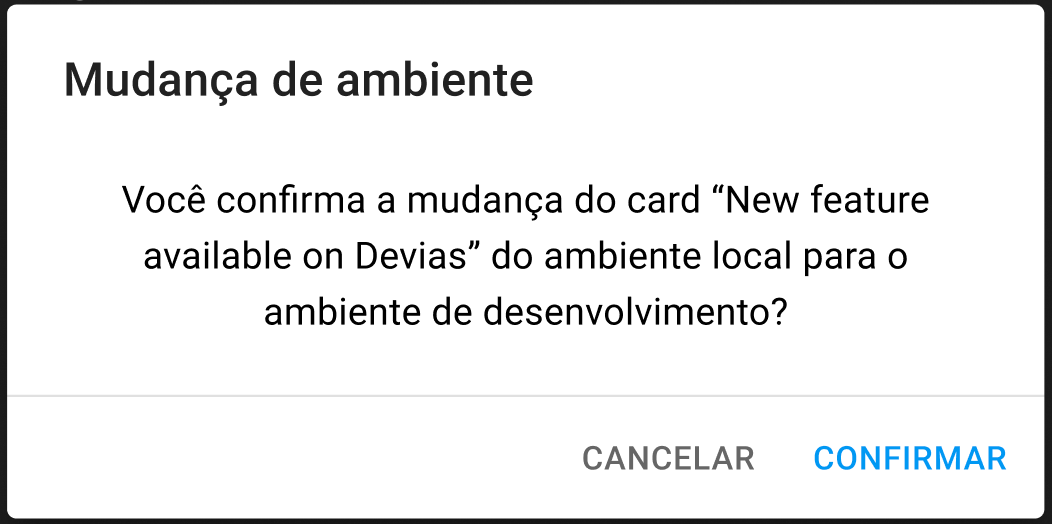 Mudança de ambiente
Você confirma a mudança do card “New feature
available on Devias” do ambiente local para o
ambiente de desenvolvimento?
CANCELAR CONFIRMAR